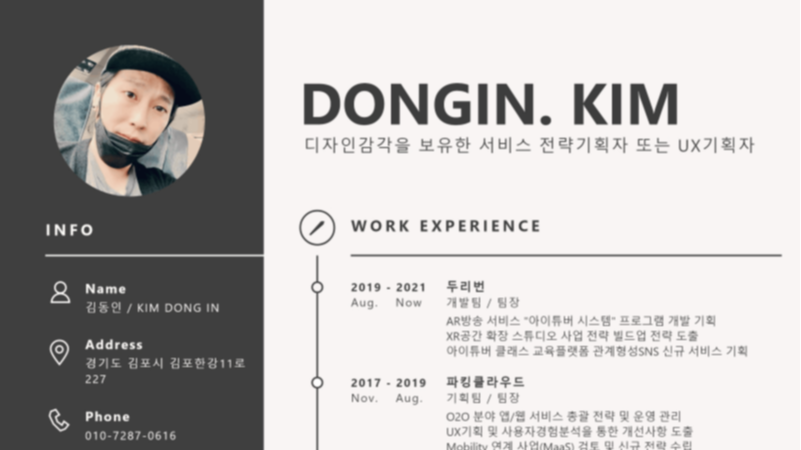 DONGIN. KIM
디자인감각을 보유한 서비스 전략기획자 또는 UX기획자
INFO
Name
김동인 / KIM DONG IN
Address
경기도 김포시 김포한강11로
227
Phone
010-7287-0616
WORK EXPERIENCE
2019 - 2021 두리번
Aug. Now 개발팀 / 팀장
AR방송 서비스 "아이튜버 시스템" 프로그램 개발 기획
XR공간 확장 스튜디오 사업 전략 빌드업 전략 도출
아이튜버 클래스 교육플랫폼 관계형성SNS 신규 서비스 기획
2017 - 2019 파킹클라우드
Nov. Aug. 기획팀 / 팀장
O2O 분야 앱/웹 서비스 총괄 전략 및 운영 관리
UX기획 및 사용자경험분석을 통한 개선사항 도출
Mobility 연계 사업(MaaS) 검토 및 신규 전략 수립